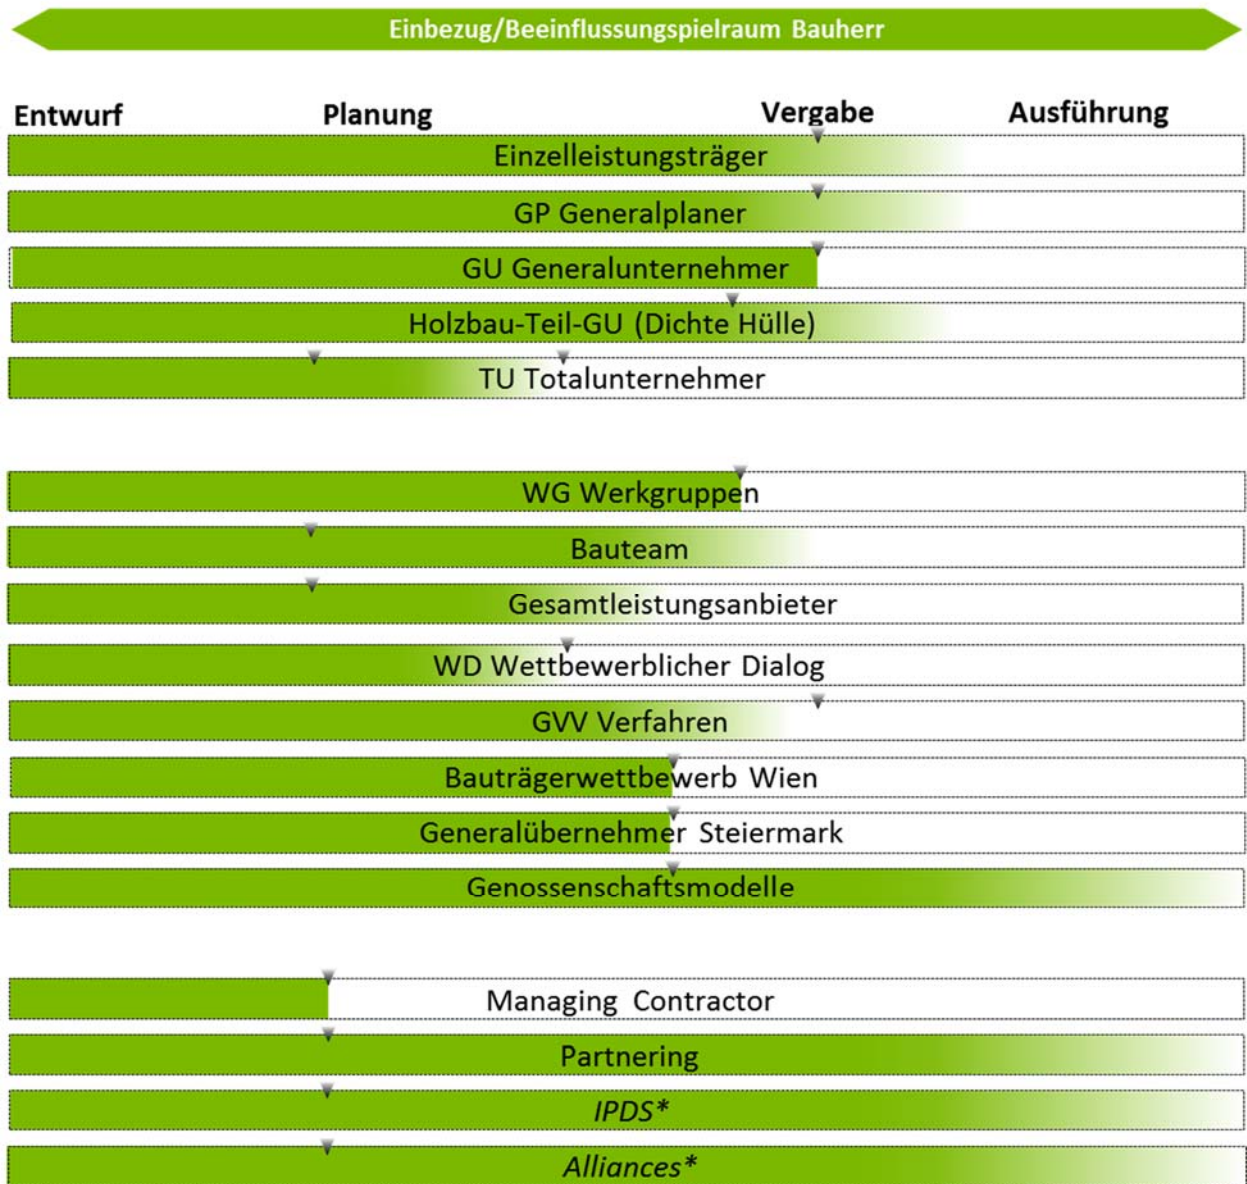 Einbezug/Beeinflussungspielraum Bauherr
Entwurf Planung Vergabe Ausführung
Einzelleistungsträger
GP Generalplaner
GU Generalunternehmer
Holzbau-Teil-GU (Dichte Hülle)
TU Totalunternehmer
WG Werkgruppen
Bauteam
Gesamtleistungsanbieter
WD Wettbewerblicher Dialog
GVV Verfahren
Bauträgerwettbewerb Wien
Generalübernehmer Steiermark
Genossenschaftsmodelle
Managing Contractor
Partnering
IPDS*
Alliances*